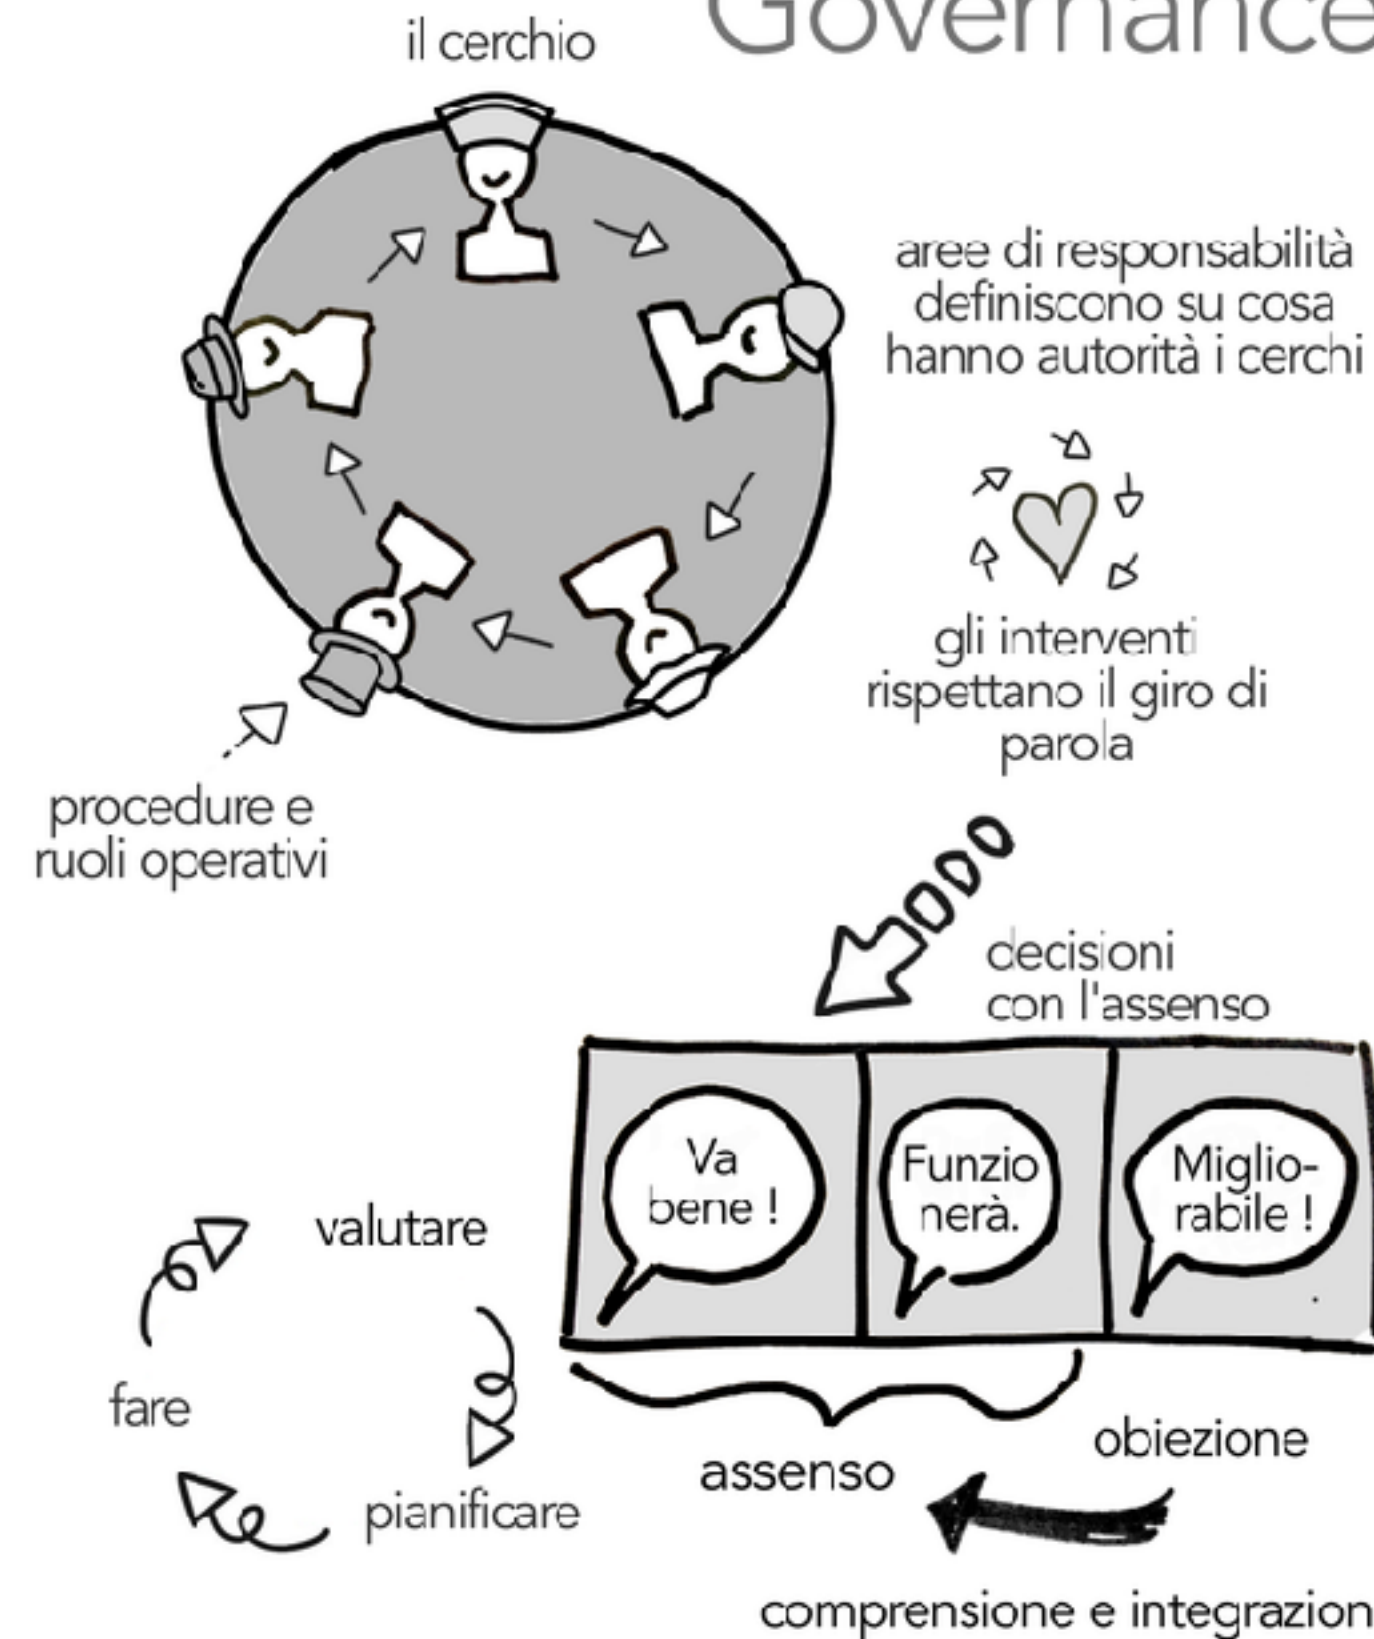 Governance
il cerchio
aree di responsabilità
definiscono su cosa
hanno autorità i cerchi
gli interventi
rispettano il giro di
parola
procedure e
ruoli operativi
decisioni
con l'assenso
Va
bene !
Funzio
nerà.
Miglio-
rabile !
valutare
fare
pianificare
assenso
obiezione
comprensione e integrazion